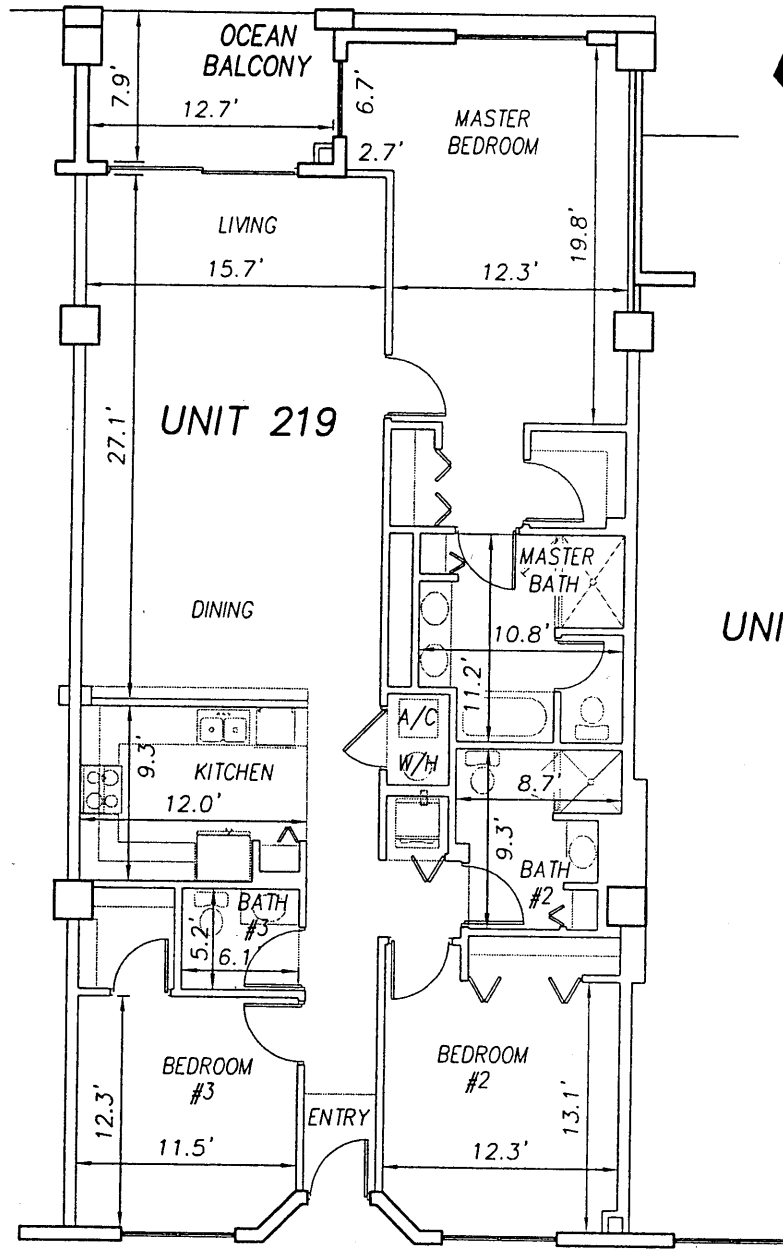 OCEAN
BALCONY
7.9'
12.7'
6.7'
2.7'
MASTER
BEDROOM
19.8'
12.3'
LIVING
15.7'
27.1'
UNIT 219
DINING
MASTER
BATH
10.8'
11.2'
UNI
A/C
W/H
9.3'
KITCHEN
12.0'
8.7'
9.3'
BATH
#2
BATH
#3
5.2'
6.1'
BEDROOM
#3
12.3'
11.5'
ENTRY
BEDROOM
#2
13.1'
12.3'